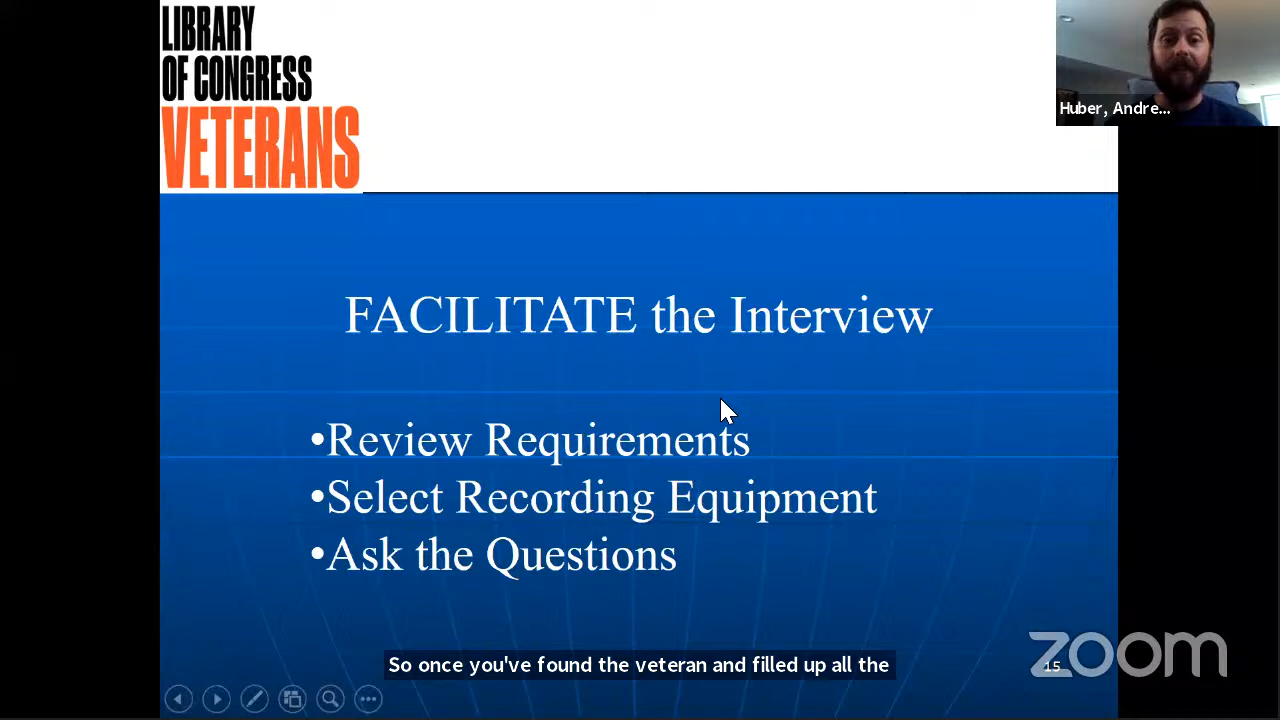 LIBRARY
OF CONGRESS
VETERANS
Huber, Andre...
FACILITATE the Interview
•Review Requirements
•Select Recording Equipment
•Ask the Questions
So once you've found the veteran and filled up all the
zoom
15